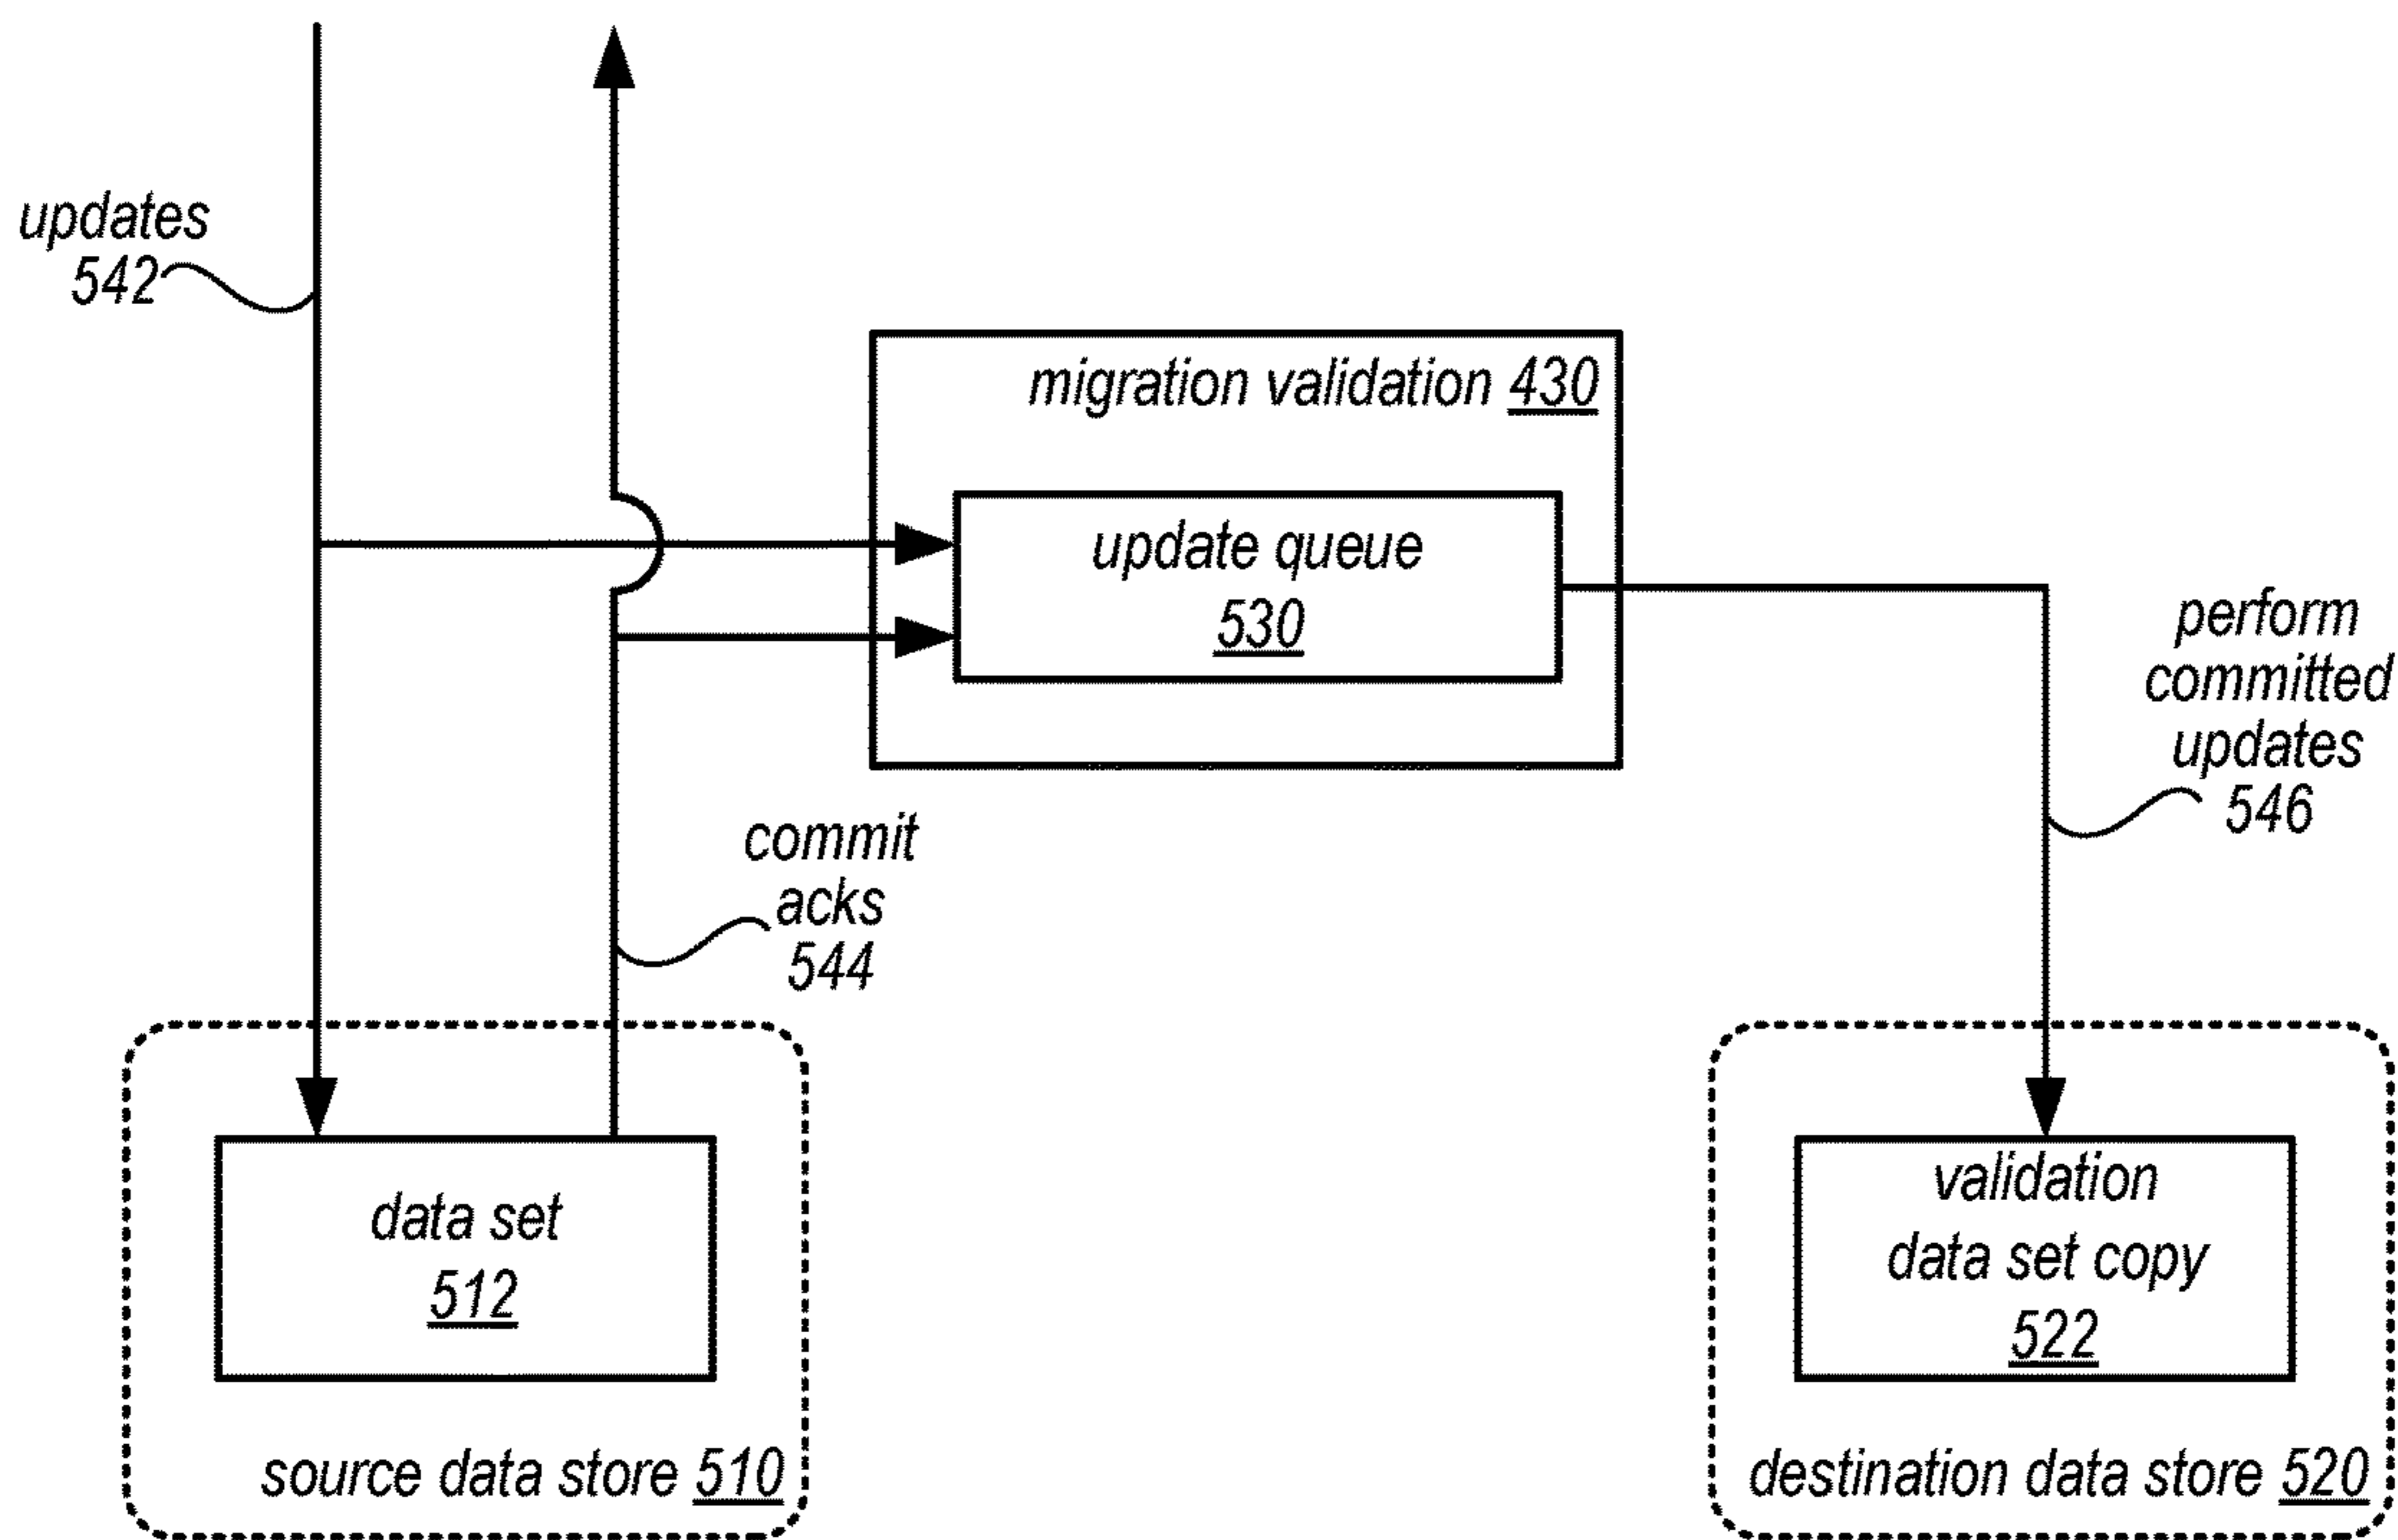 updates
542
migration validation 430
update queue
530
perform
committed
updates
546
commit
acks
544
data set
512
source data store 510
validation
data set copy
522
destination data store 520